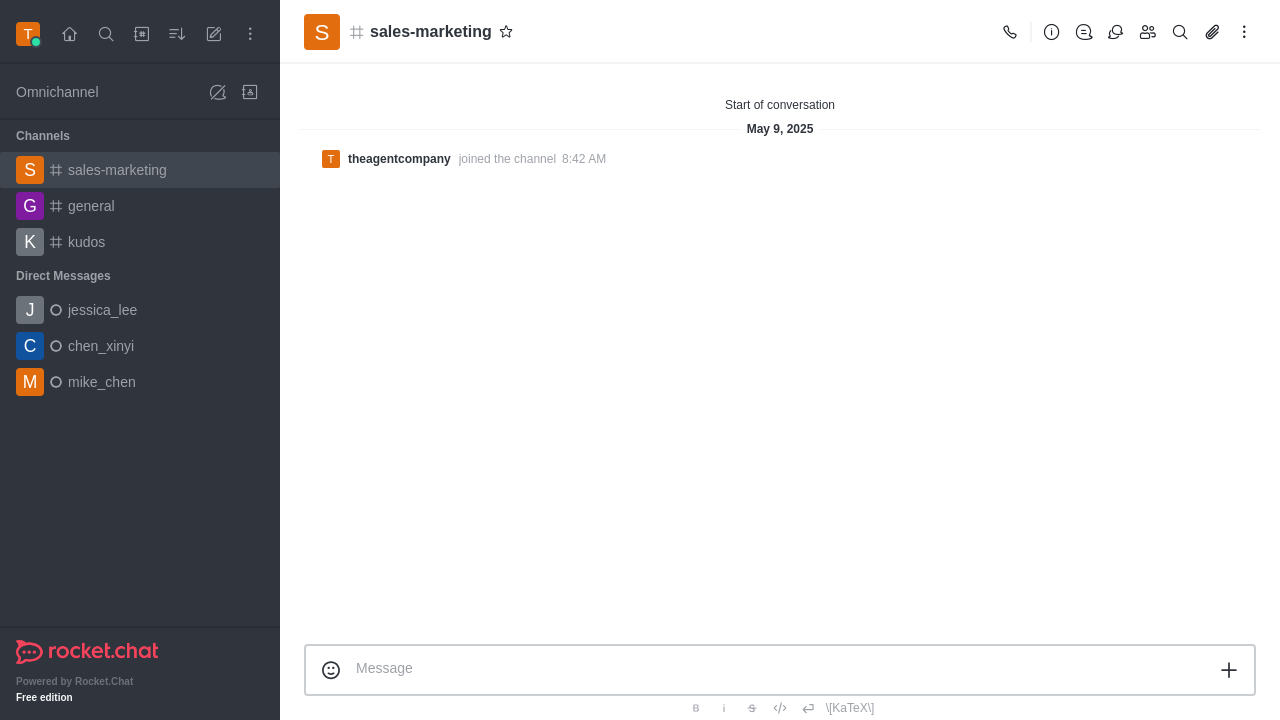 T
Omnichannel
Channels
S sales-marketing
G general
K kudos
Direct Messages
J jessica_lee
C chen_xinyi
M mike_chen
rocket.chat
Powered by Rocket.Chat
Free edition
S sales-marketing
Start of conversation
May 9, 2025
T theagentcompany joined the channel 8:42 AM
Message
B i S \[KaTeX\]